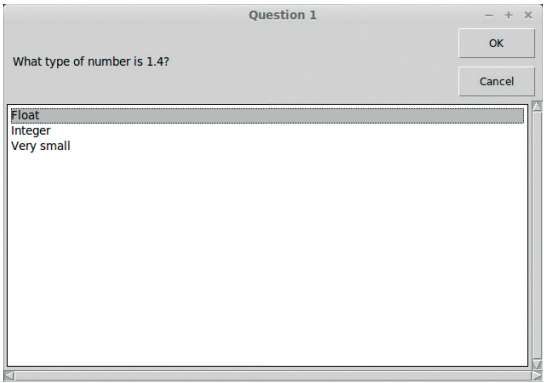 Question 1
What type of number is 1.4?
OK
Cancel
Float
Integer
Very small